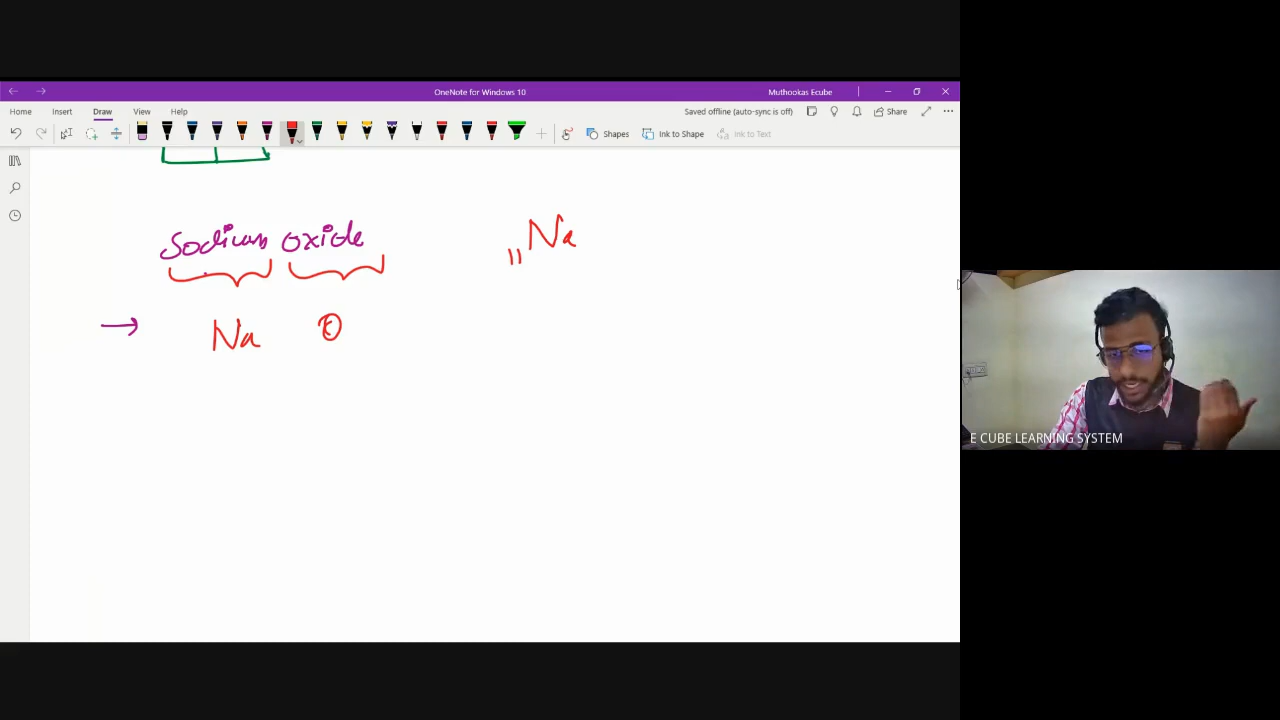 OneNote for Windows 10
Muthookas Ecube
Home Insert Draw View Help
Saved offline (auto-sync is off)
Share
Shapes
Ink to Shape
Ink to Text
Sodium oxide
11Na
→ Na O
E CUBE LEARNING SYSTEM